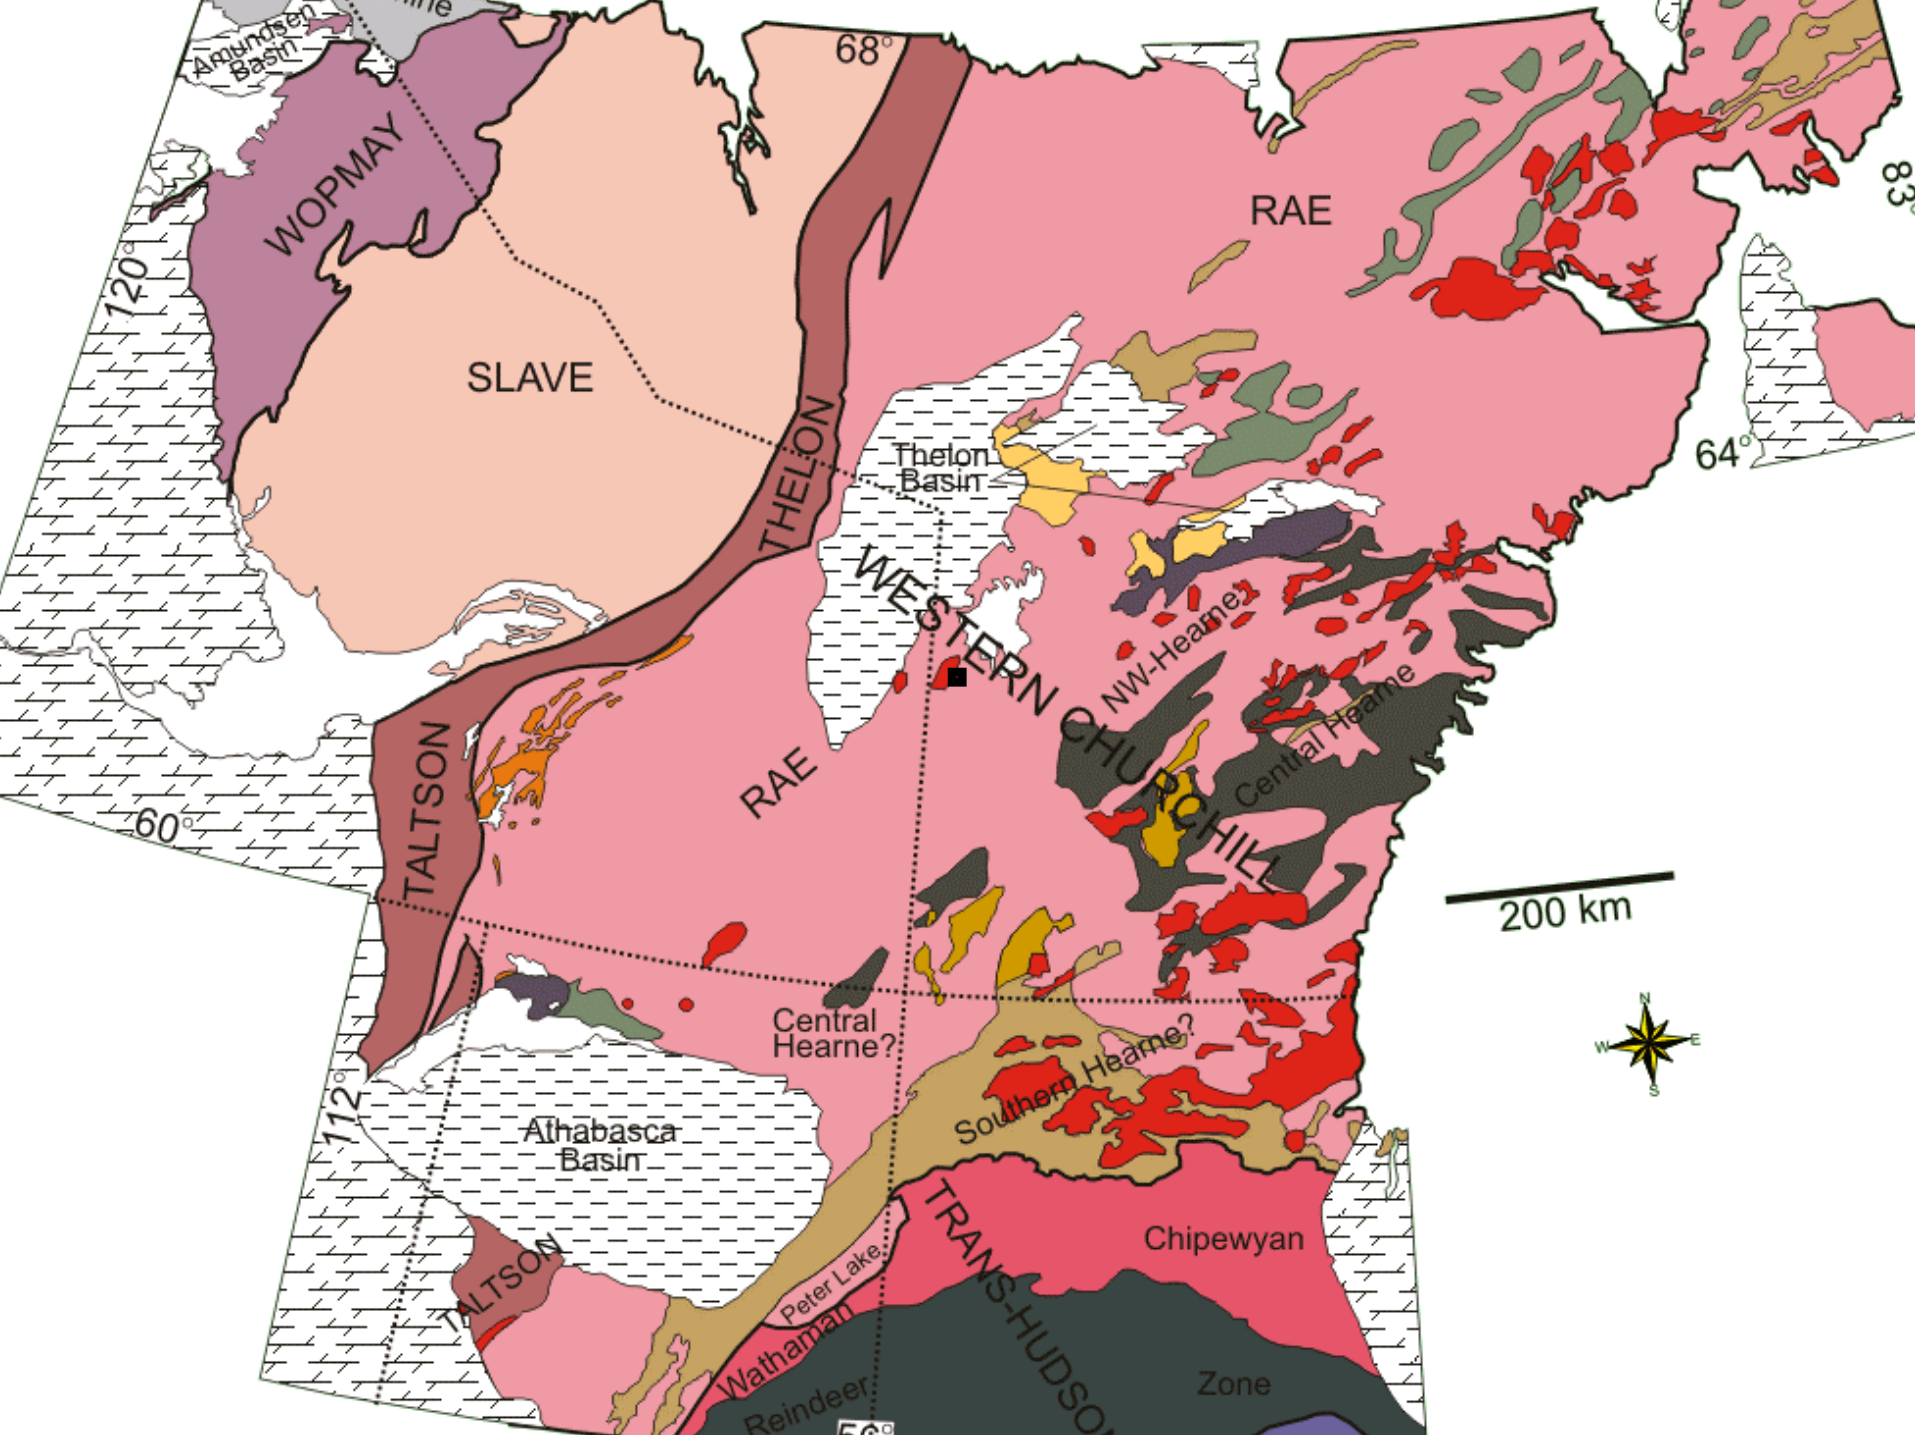 Amundsen
Basin
68°
83°
WOPMAY
RAE
120°
SLAVE
THELON
Thelon
Basin
64°
WESTERN CHURCHILL
NW-Hearne?
Central Hearne
TALTSON
RAE
60°
200 km
Central
Hearne?
Southern Hearne?
N
W
E
S
112°
Athabasca
Basin
TALTSON
Peter Lake
Wathaman
TRANS-HUDSON
Chipewyan
Reindeer
Zone